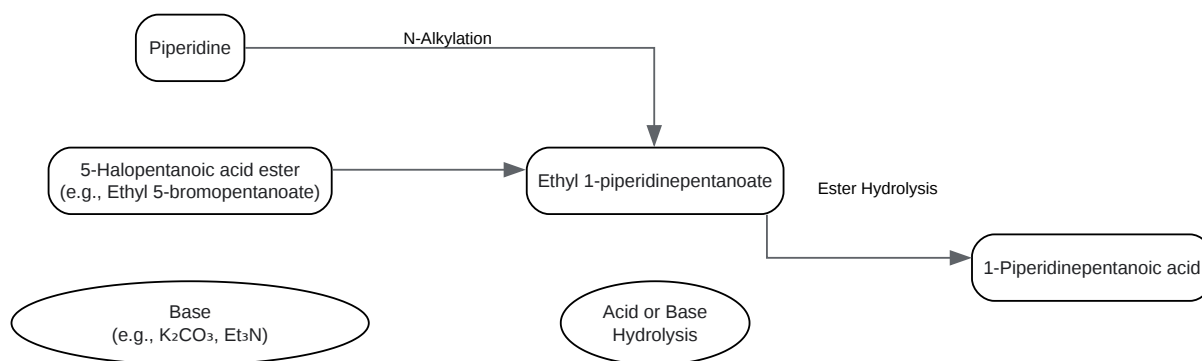 Piperidine
N-Alkylation
5-Halopentanoic acid ester
(e.g., Ethyl 5-bromopentanoate)
Ethyl 1-piperidinepentanoate
Ester Hydrolysis
1-Piperidinepentanoic acid
Base
(e.g., K₂CO₃, Et₃N)
Acid or Base
Hydrolysis